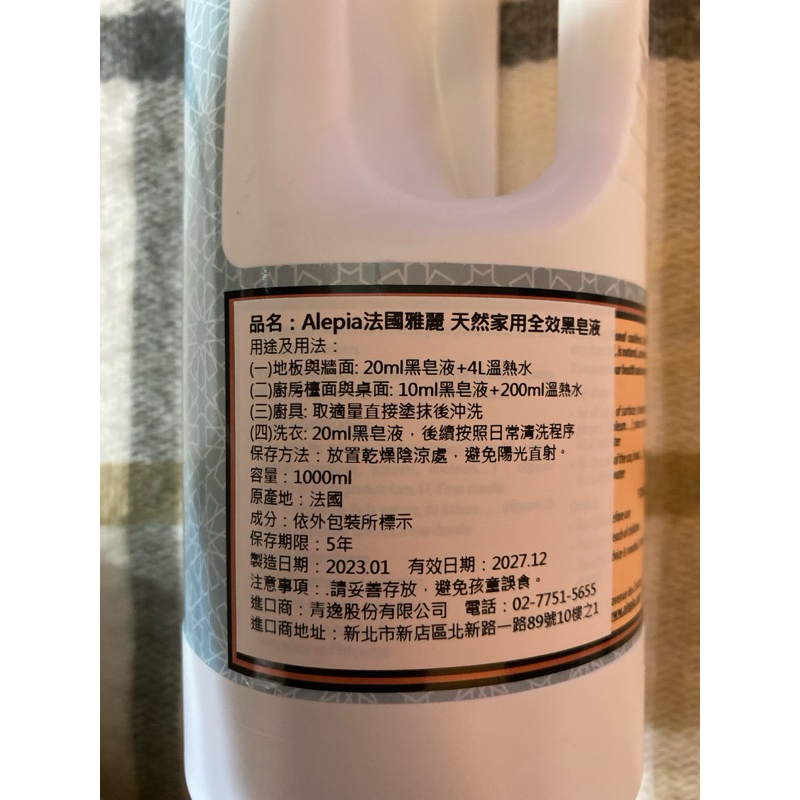 品名：Alepia法國雅麗 天然家用全效黑皂液
用途及用法：
(一)地板與牆面: 20ml黑皂液+4L溫熱水
(二)廚房檯面與桌面: 10ml黑皂液+200ml溫熱水
(三)廚具: 取適量直接塗抹後沖洗
(四)洗衣: 20ml黑皂液，後續按照日常清洗程序
保存方法：放置乾燥陰涼處，避免陽光直射。
容量：1000ml
原產地：法國
成分：依外包裝所標示
保存期限：5年
製造日期：2023.01 有效日期：2027.12
注意事項：.請妥善存放，避免孩童誤食。
進口商：青逸股份有限公司 電話：02-7751-5655
進口商地址：新北市新店區北新路一路89號10樓之1